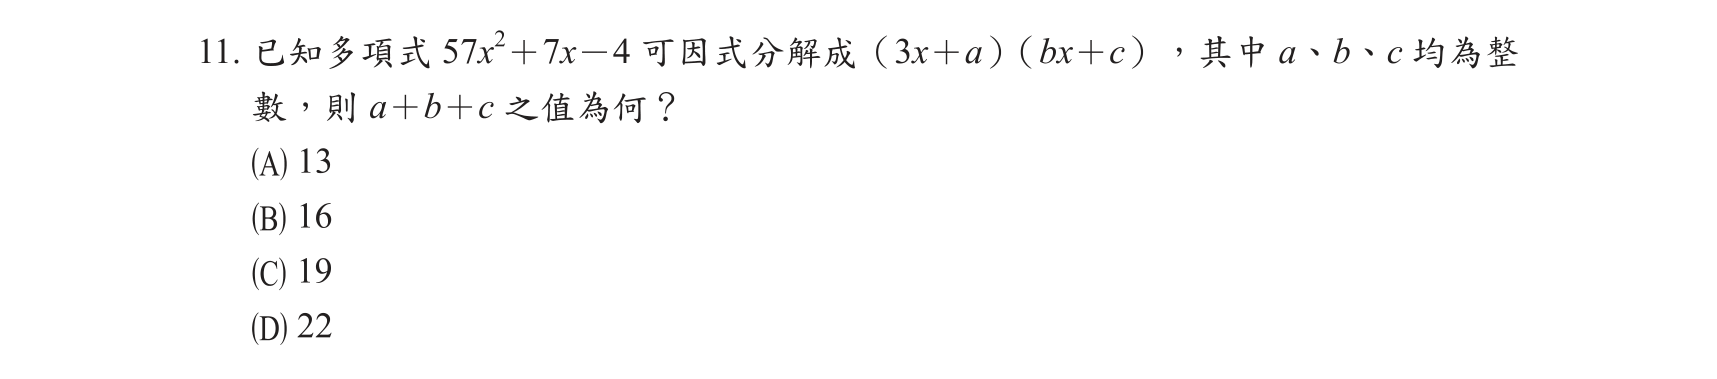 11. 已知多項式 57x²+7x−4 可因式分解成（3x+a）（bx+c），其中 a、b、c 均為整
數，則 a+b+c 之值為何？
(A) 13
(B) 16
(C) 19
(D) 22